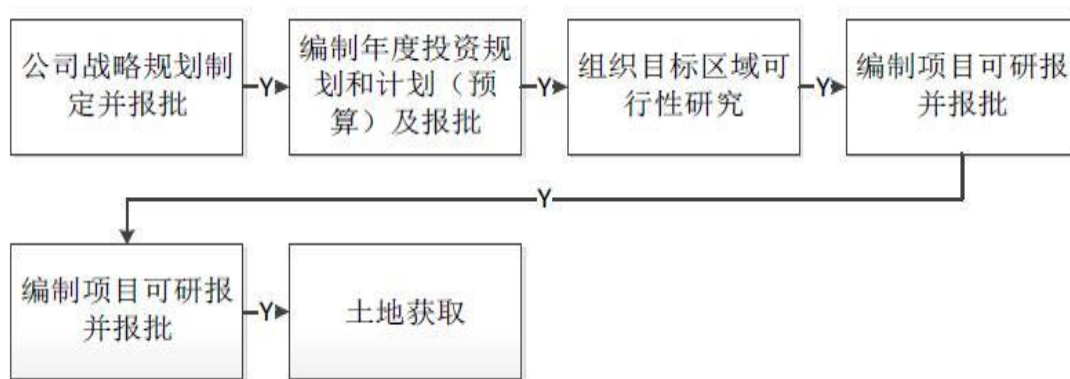 公司战略规划制
定并报批
Y
编制年度投资规
划和计划（预
算）及报批
Y
组织目标区域可
行性研究
Y
编制项目可研报
并报批
Y
编制项目可研报
并报批
Y
土地获取